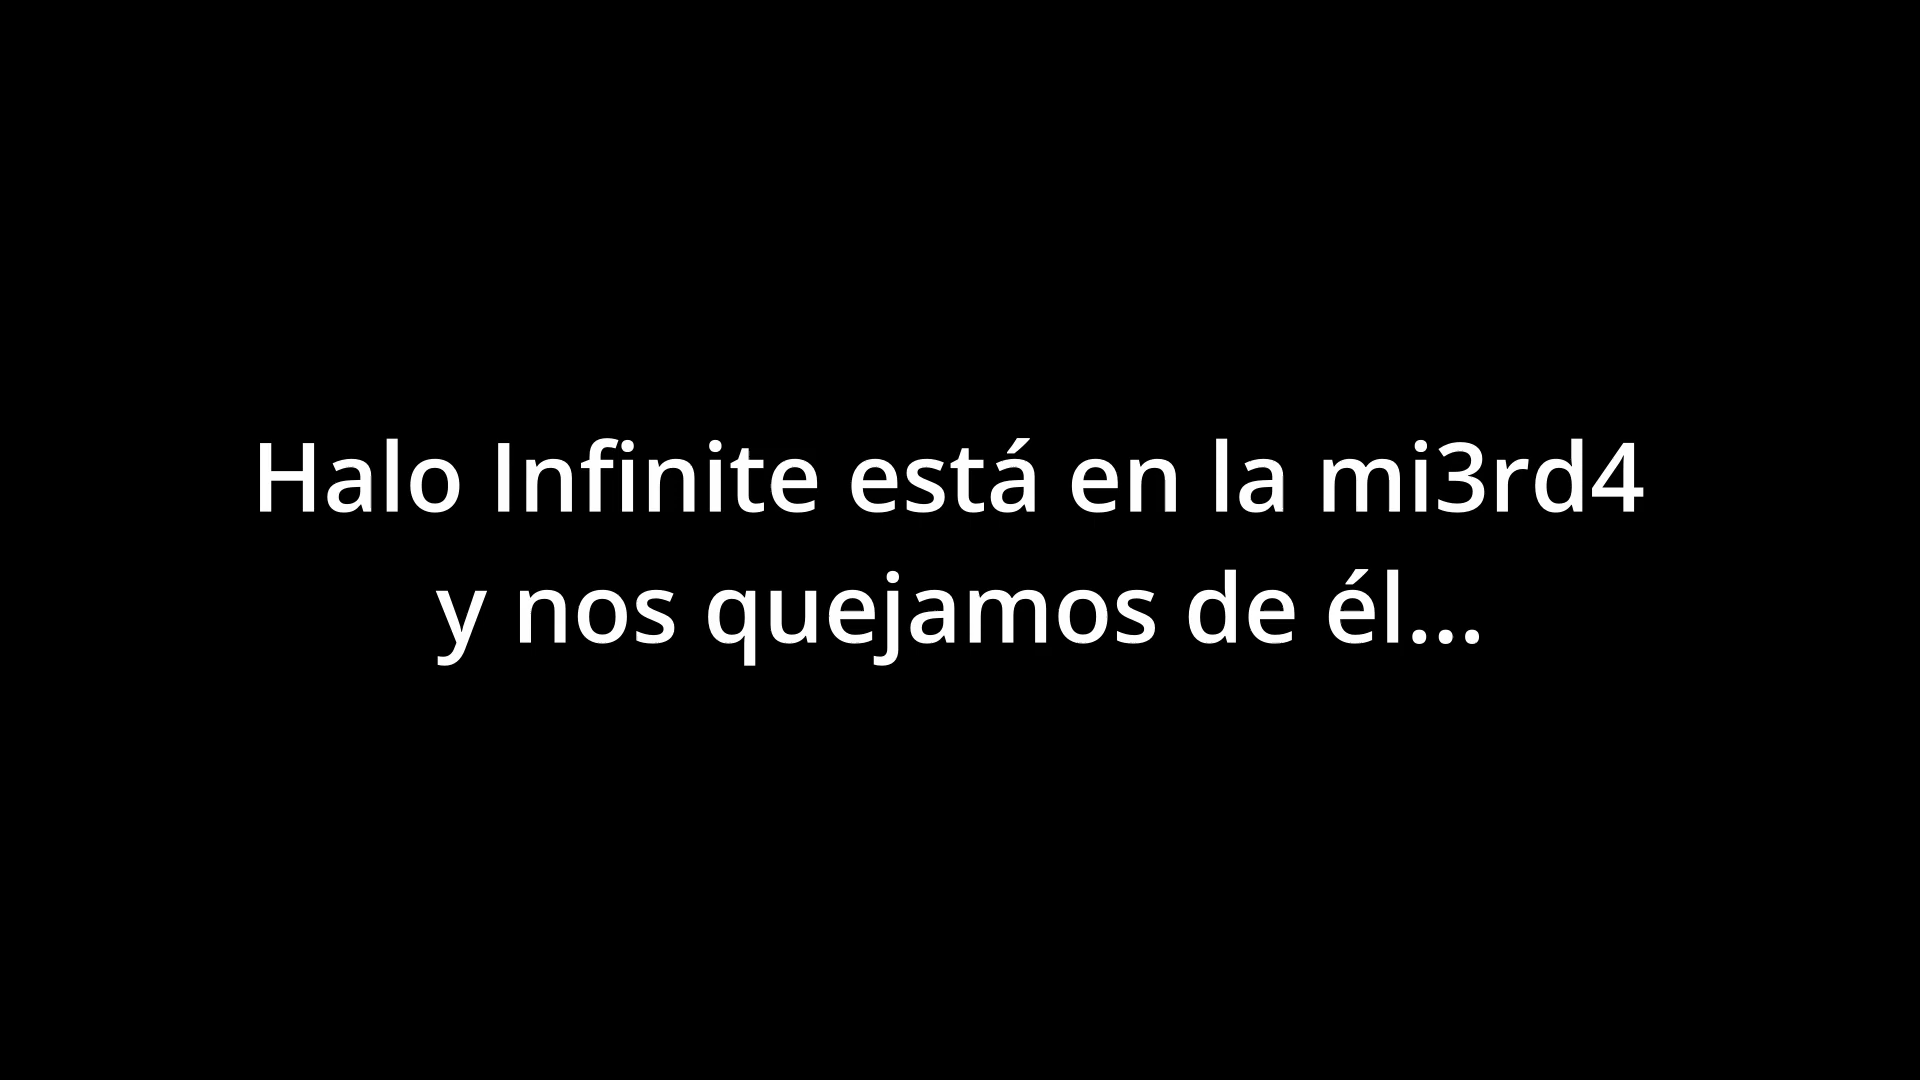 Halo Infinite está en la mi3rd4
y nos quejamos de él...